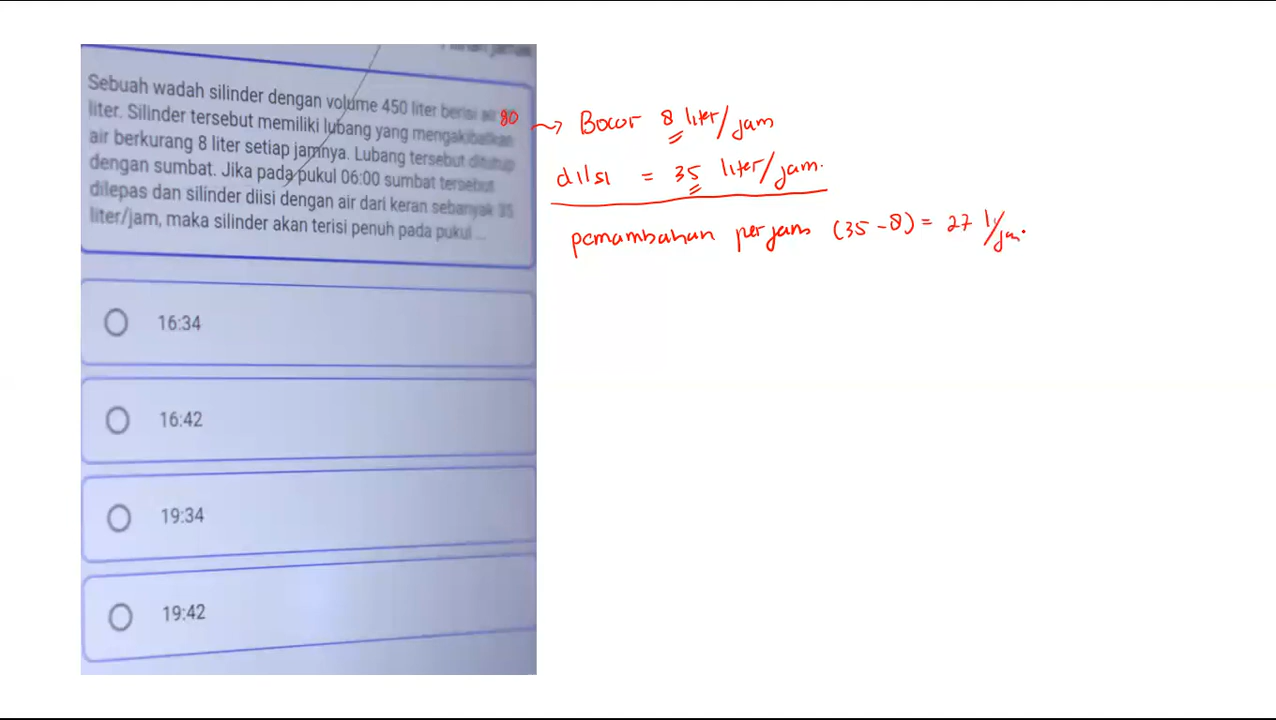 Sebuah wadah silinder dengan volume 450 liter berisi air 80
liter. Silinder tersebut memiliki lubang yang mengakibatkan
air berkurang 8 liter setiap jamnya. Lubang tersebut ditutup
dengan sumbat. Jika pada pukul 06:00 sumbat tersebut
dilepas dan silinder diisi dengan air dari keran sebanyak 35
liter/jam, maka silinder akan terisi penuh pada pukul ...
16:34
16:42
19:34
19:42
Bocor 8 liter/jam
diisi = 35 liter/jam.
penambahan perjam (35-8) = 27 l/jam.